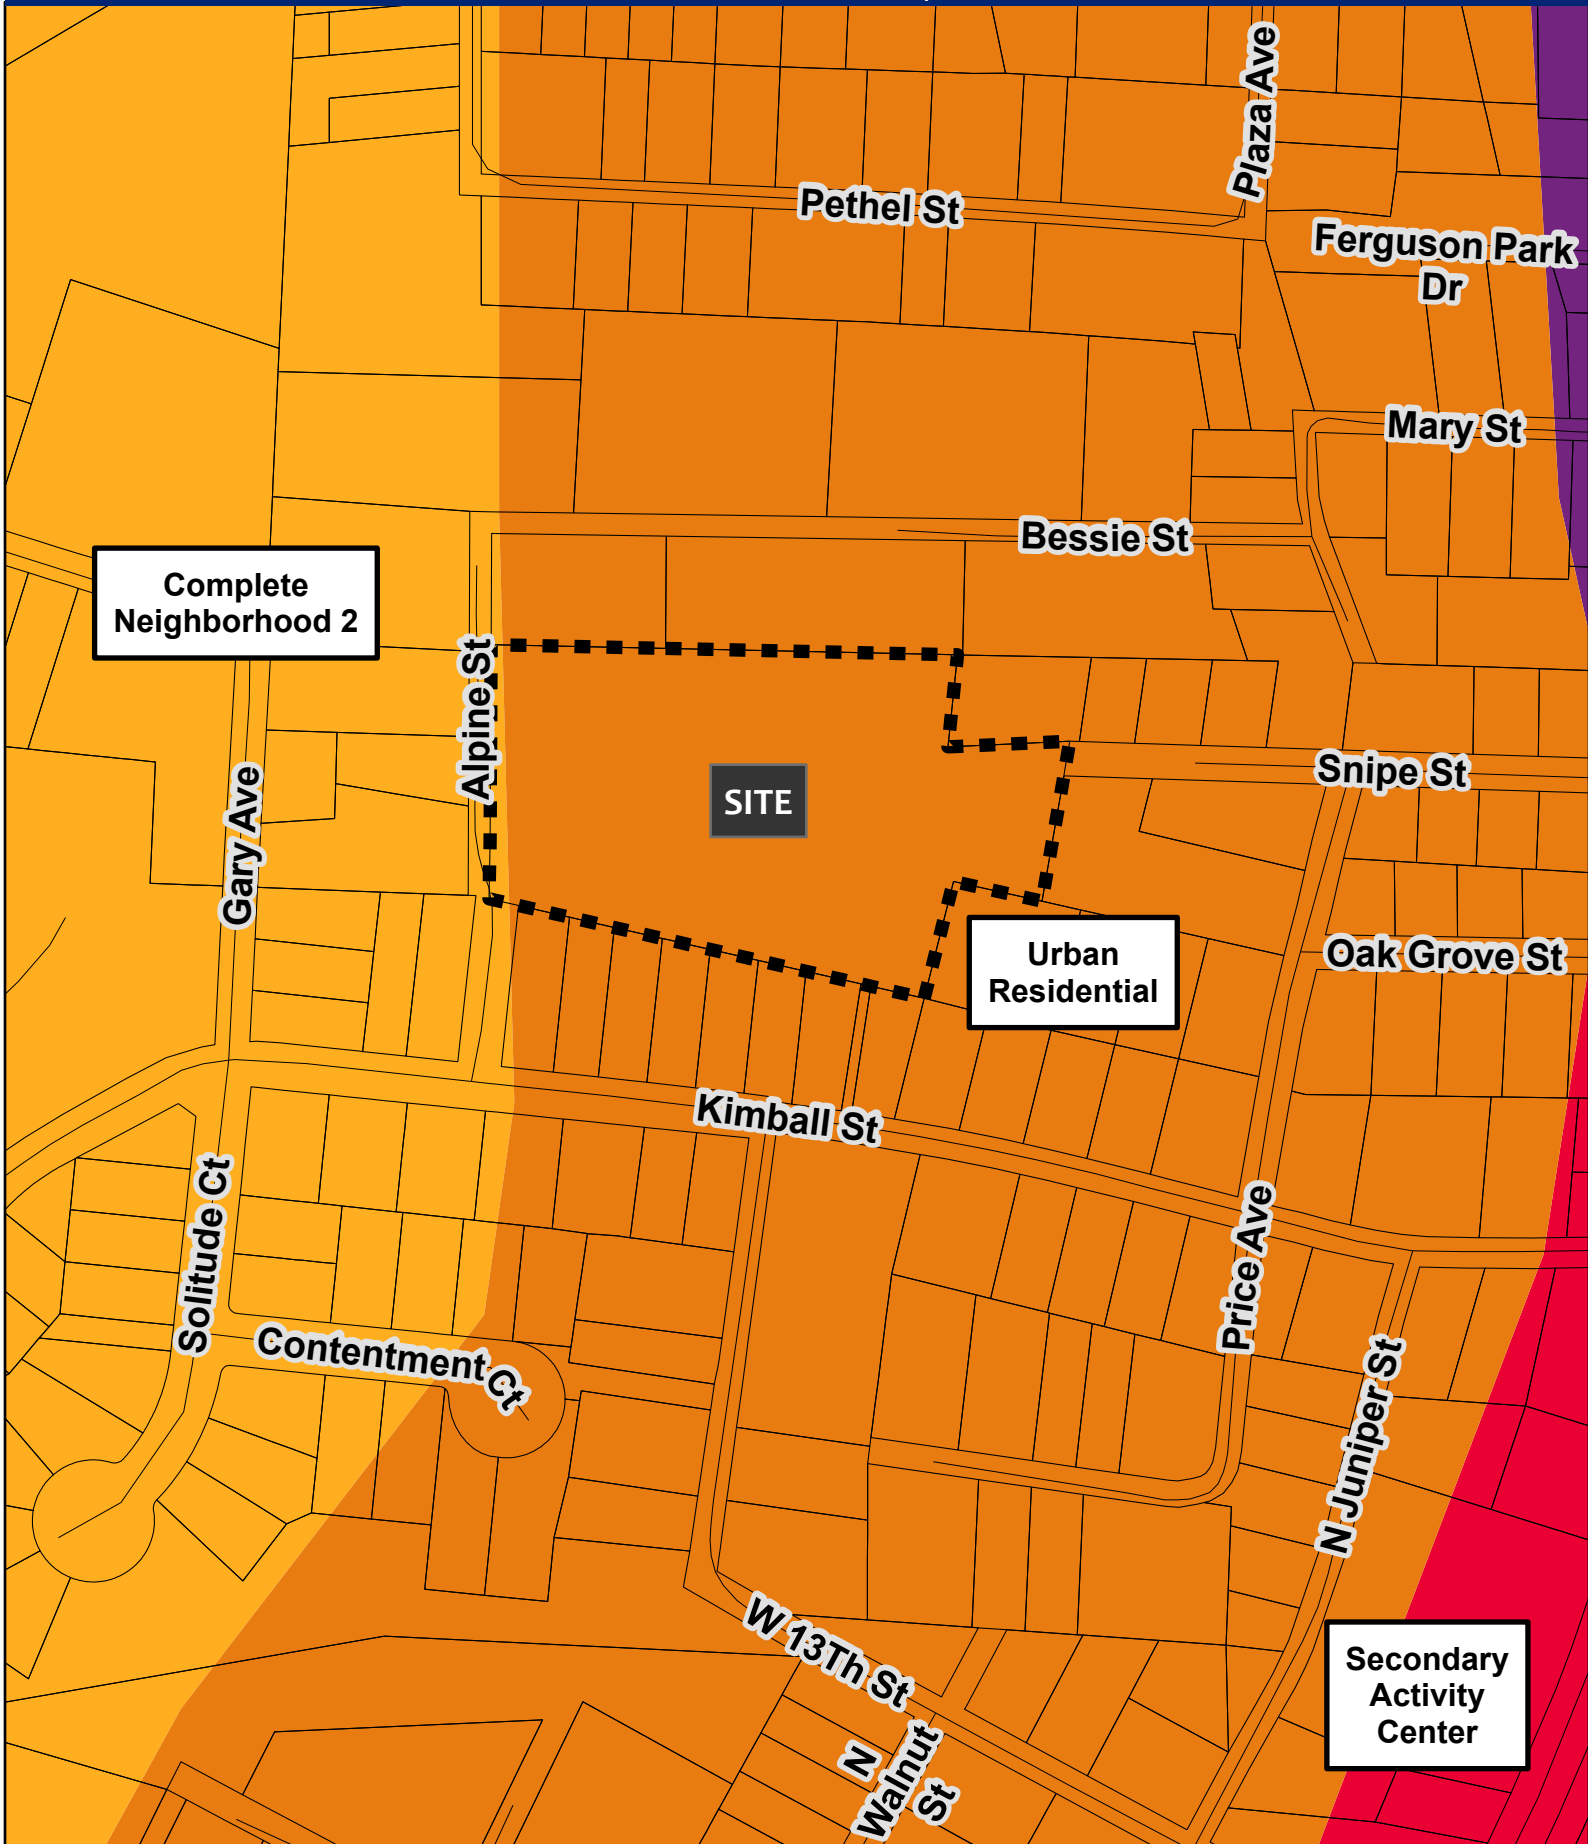 Plaza Ave
Pethel St
Ferguson Park
Dr
Mary St
Bessie St
Complete
Neighborhood 2
Alpine St
Snipe St
SITE
Gary Ave
Urban
Residential
Oak Grove St
Kimball St
Solitude Ct
Price Ave
Contentment Ct
N Juniper St
W 13Th St
Secondary
Activity
Center
N
Walnut
St